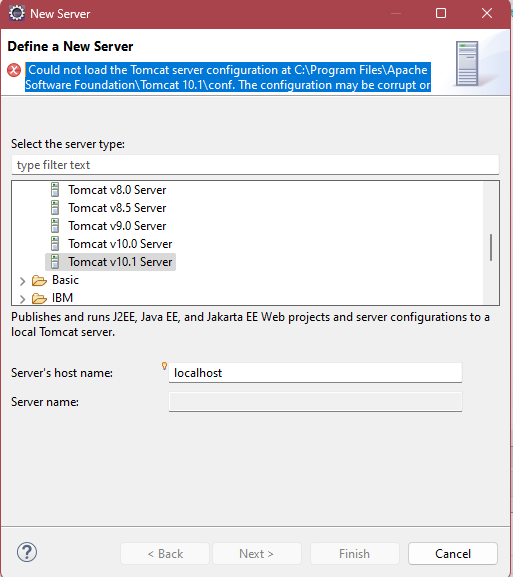 New Server
Define a New Server
Could not load the Tomcat server configuration at C:\Program Files\Apache
Software Foundation\Tomcat 10.1\conf. The configuration may be corrupt or
Select the server type:
type filter text
Tomcat v8.0 Server
Tomcat v8.5 Server
Tomcat v9.0 Server
Tomcat v10.0 Server
Tomcat v10.1 Server
Basic
IBM
Publishes and runs J2EE, Java EE, and Jakarta EE Web projects and server configurations to a
local Tomcat server.
Server's host name: localhost
Server name:
? < Back Next > Finish Cancel